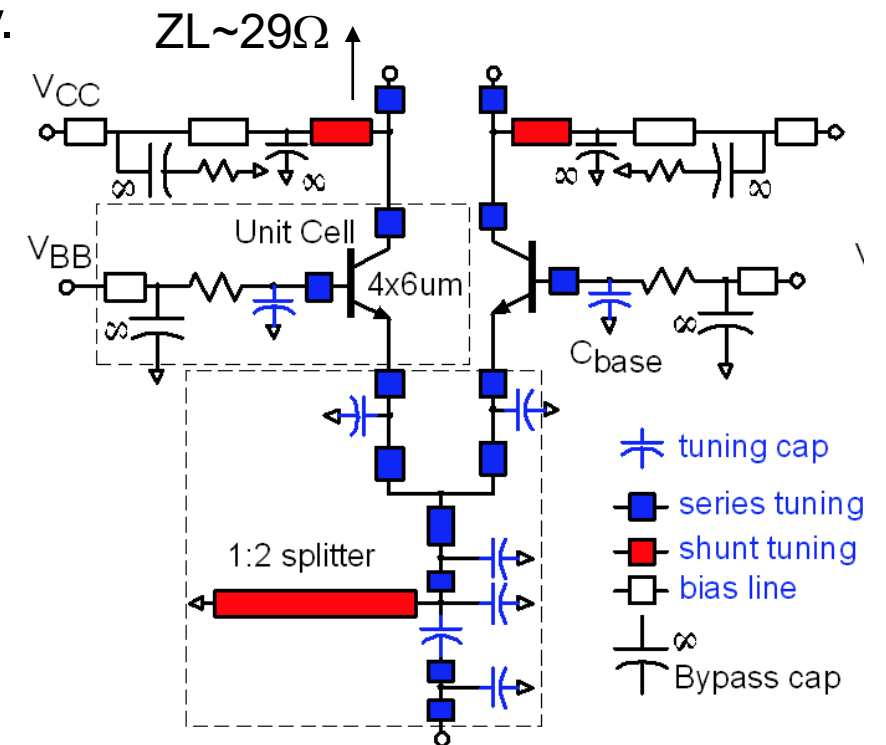 y.
ZL~29Ω
VCC
∞ ∞ ∞ ∞
Unit Cell
VBB
4x6um
∞ ∞
Cbase
tuning cap
series tuning
shunt tuning
bias line
∞
Bypass cap
1:2 splitter